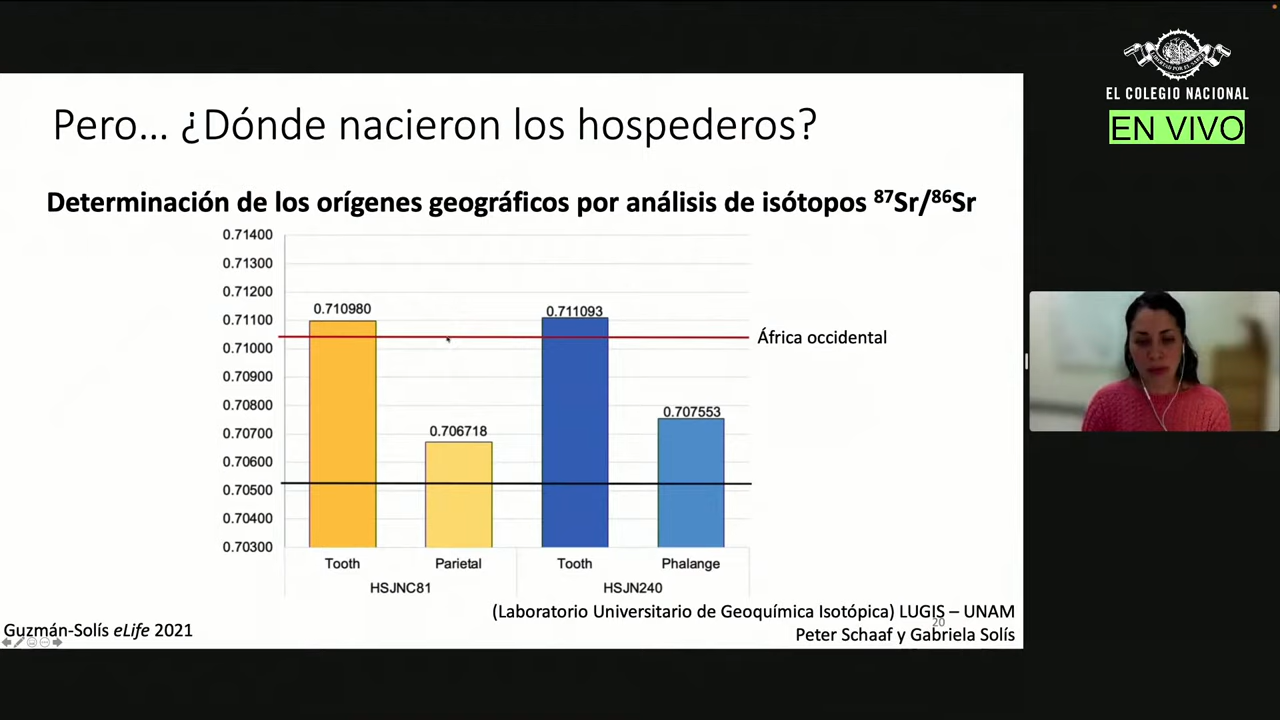 LIBERTAD POR EL SABER
EL COLEGIO NACIONAL
EN VIVO
Pero... ¿Dónde nacieron los hospederos?
Determinación de los orígenes geográficos por análisis de isótopos ⁸⁷Sr/⁸⁶Sr
0.71400
0.71300
0.71200
0.71100
0.71000
0.70900
0.70800
0.70700
0.70600
0.70500
0.70400
0.70300
0.710980
0.706718
0.711093
0.707553
África occidental
Tooth Parietal Tooth Phalange
HSJNC81 HSJN240
(Laboratorio Universitario de Geoquímica Isotópica) LUGIS – UNAM
20
Guzmán-Solís eLife 2021
Peter Schaaf y Gabriela Solís